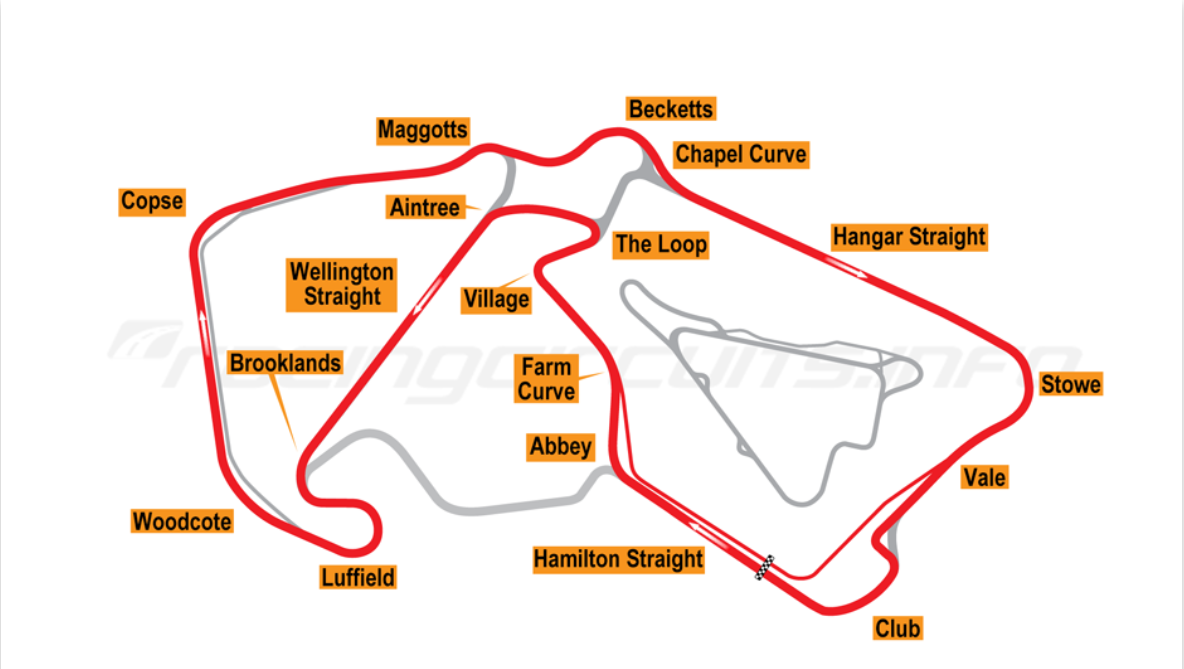 Becketts
Maggotts
Chapel Curve
Copse
Aintree
Hangar Straight
The Loop
Wellington
Straight
Village
Brooklands
Farm
Curve
Stowe
racingcircuits.info
Abbey
Vale
Woodcote
Hamilton Straight
Luffield
Club